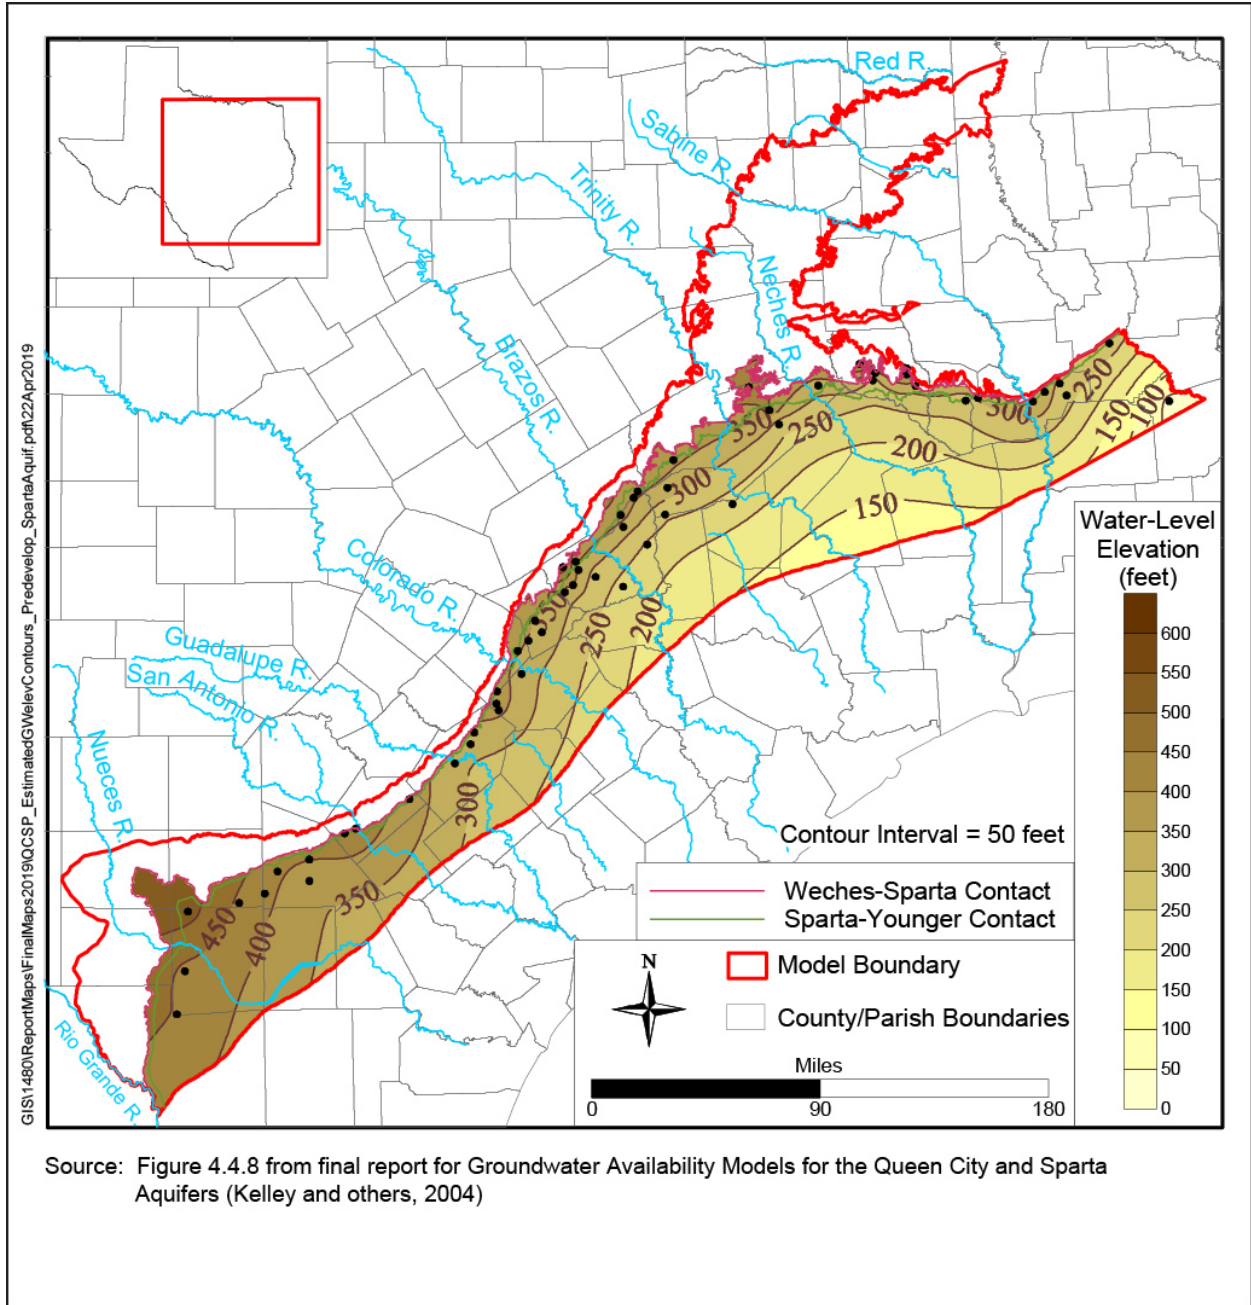 Red R.
Sabine R.
Trinity R.
Neches R.
Brazos R.
Colorado R.
Guadalupe R.
San Antonio R.
Nueces R.
Rio Grande R.
350
250
300
250
300
200
150
100
250
150
350
250
200
300
350
450
400
Water-Level
Elevation
(feet)
600
550
500
450
400
350
300
250
200
150
100
50
0
Contour Interval = 50 feet
Weches-Sparta Contact
Sparta-Younger Contact
N
Model Boundary
County/Parish Boundaries
Miles
0 90 180
GIS\1480\ReportMaps\FinalMaps2019\QCSP_EstimatedGWelevContours_Predevelop_SpartaAquif.pdf\22Apr2019
Source: Figure 4.4.8 from final report for Groundwater Availability Models for the Queen City and Sparta
Aquifers (Kelley and others, 2004)